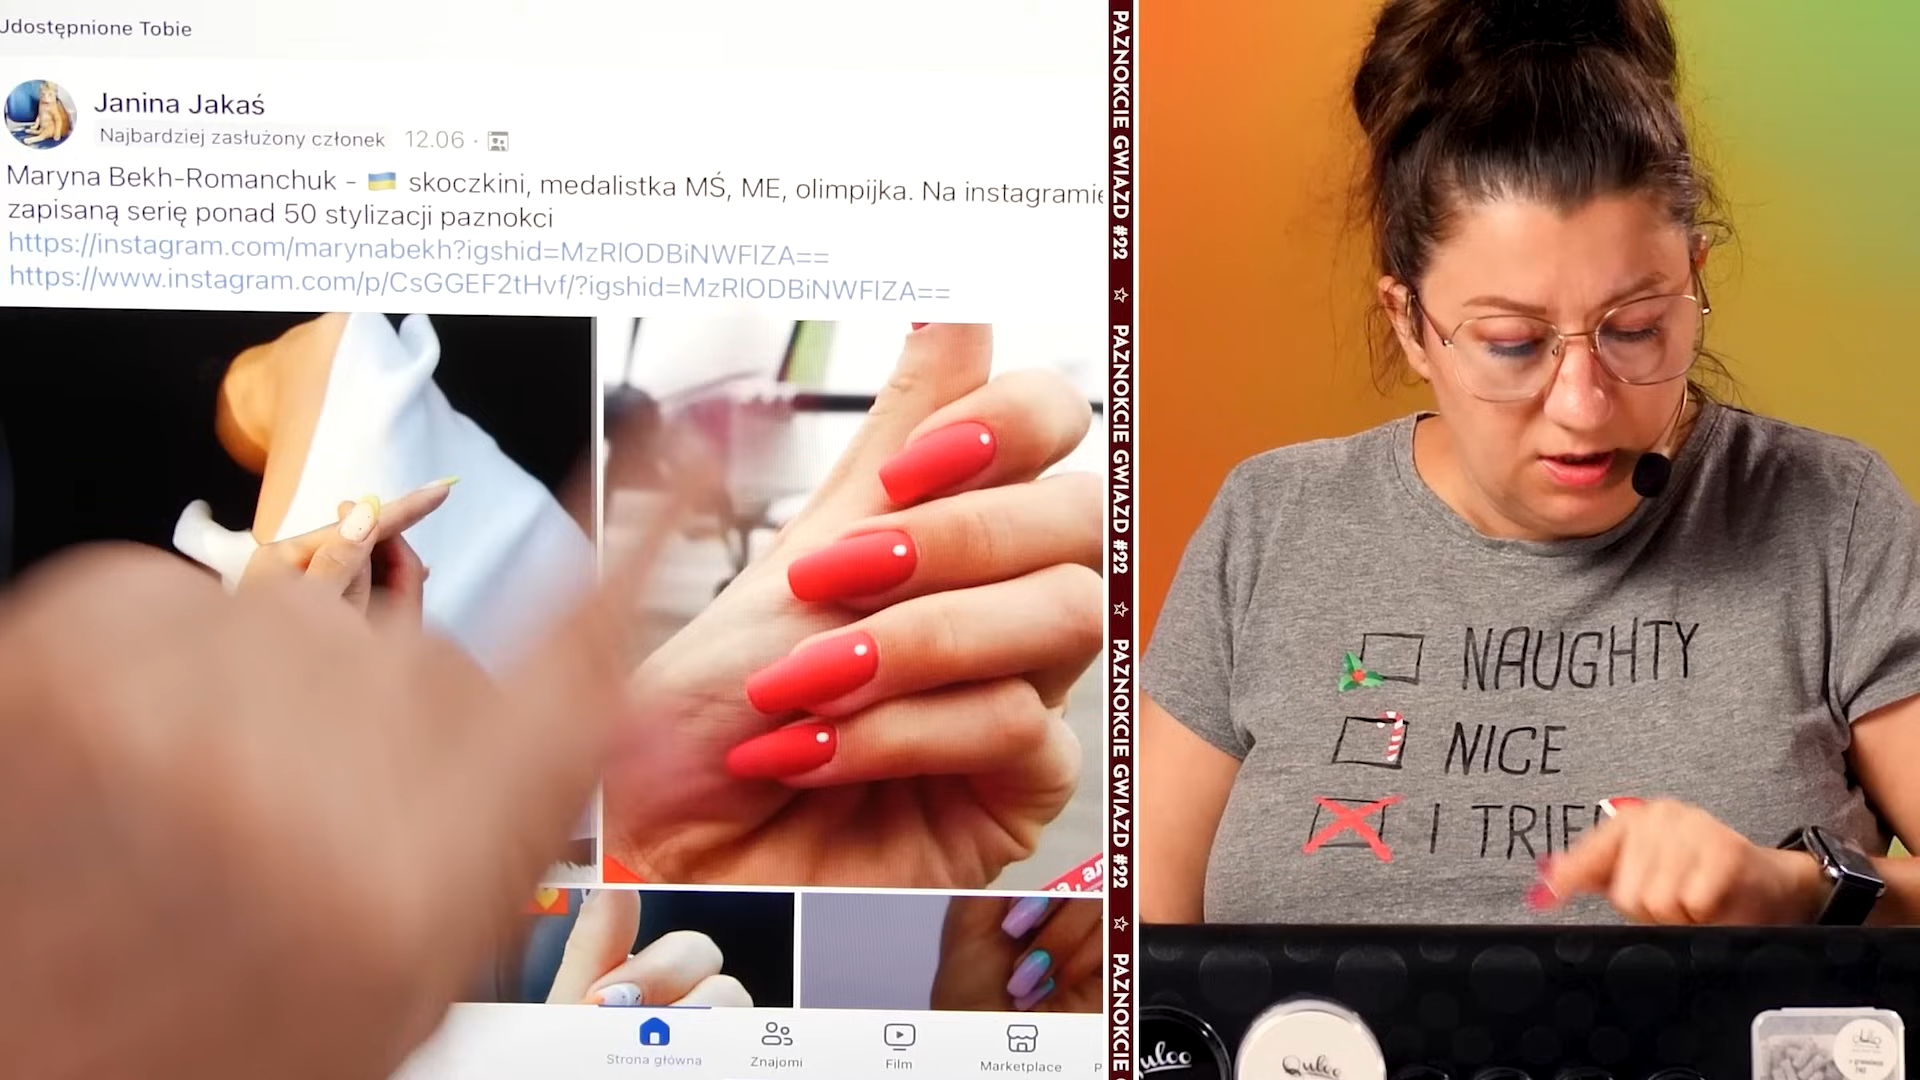 Udostępnione Tobie
Janina Jakaś
Najbardziej zasłużony członek 12.06 ·
Maryna Bekh-Romanchuk - 🇺🇦 skoczkini, medalistka MŚ, ME, olimpijka. Na instagramie
zapisaną serię ponad 50 stylizacji paznokci
https://instagram.com/marynabekh?igshid=MzRlODBiNWFlZA==
https://www.instagram.com/p/CsGGEF2tHvf/?igshid=MzRlODBiNWFlZA==
Strona główna
Znajomi
Film
Marketplace
PAZNOKCIE GWIAZD #22 ☆ PAZNOKCIE GWIAZD #22 ☆ PAZNOKCIE GWIAZD #22 ☆ PAZNOKCIE
NAUGHTY
NICE
I TRIE
Quloo